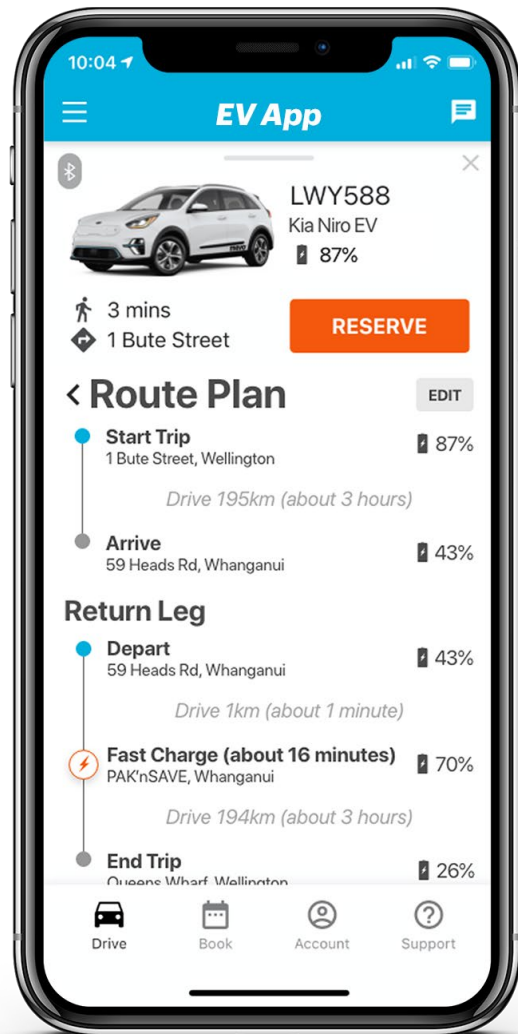 10:04
EV App
LWY588
Kia Niro EV
87%
3 mins
1 Bute Street
RESERVE
Route Plan
EDIT
Start Trip
87%
1 Bute Street, Wellington
Drive 195km (about 3 hours)
Arrive
43%
59 Heads Rd, Whanganui
Return Leg
Depart
43%
59 Heads Rd, Whanganui
Drive 1km (about 1 minute)
Fast Charge (about 16 minutes)
70%
PAK'nSAVE, Whanganui
Drive 194km (about 3 hours)
End Trip
26%
Queens Wharf, Wellington
Drive
Book
Account
Support